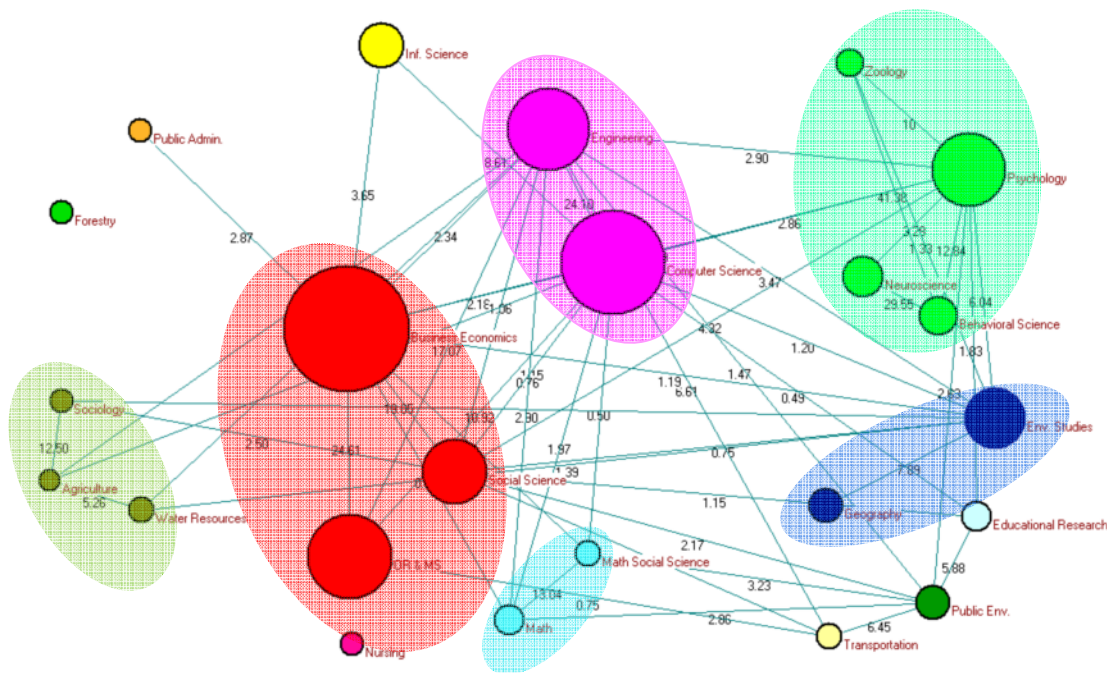 Inf. Science
Zoology
Engineering
10
Public Admin.
8.61
2.90
Psychology
41.38
3.65
24.10
Forestry
2.87
2.34
2.86
3.29
1.33
12.84
Computer Science
3.47
Neuroscience
29.55
6.04
2.18
1.06
Behavioral Science
4.32
Business Economics
17.07
1.20
1.83
1.15
0.76
1.19
1.47
6.61
0.49
2.63
Sociology
10.92
2.90
0.50
Env. Studies
12.50
2.50
24.61
1.97
0.75
1.39
7.89
Social Science
Agriculture
5.26
Water Resources
1.15
Geography
Educational Research
2.17
OR & MS
Math Social Science
5.88
3.23
13.04
0.75
Public Env.
Math
2.86
6.45
Transportation
Nursing